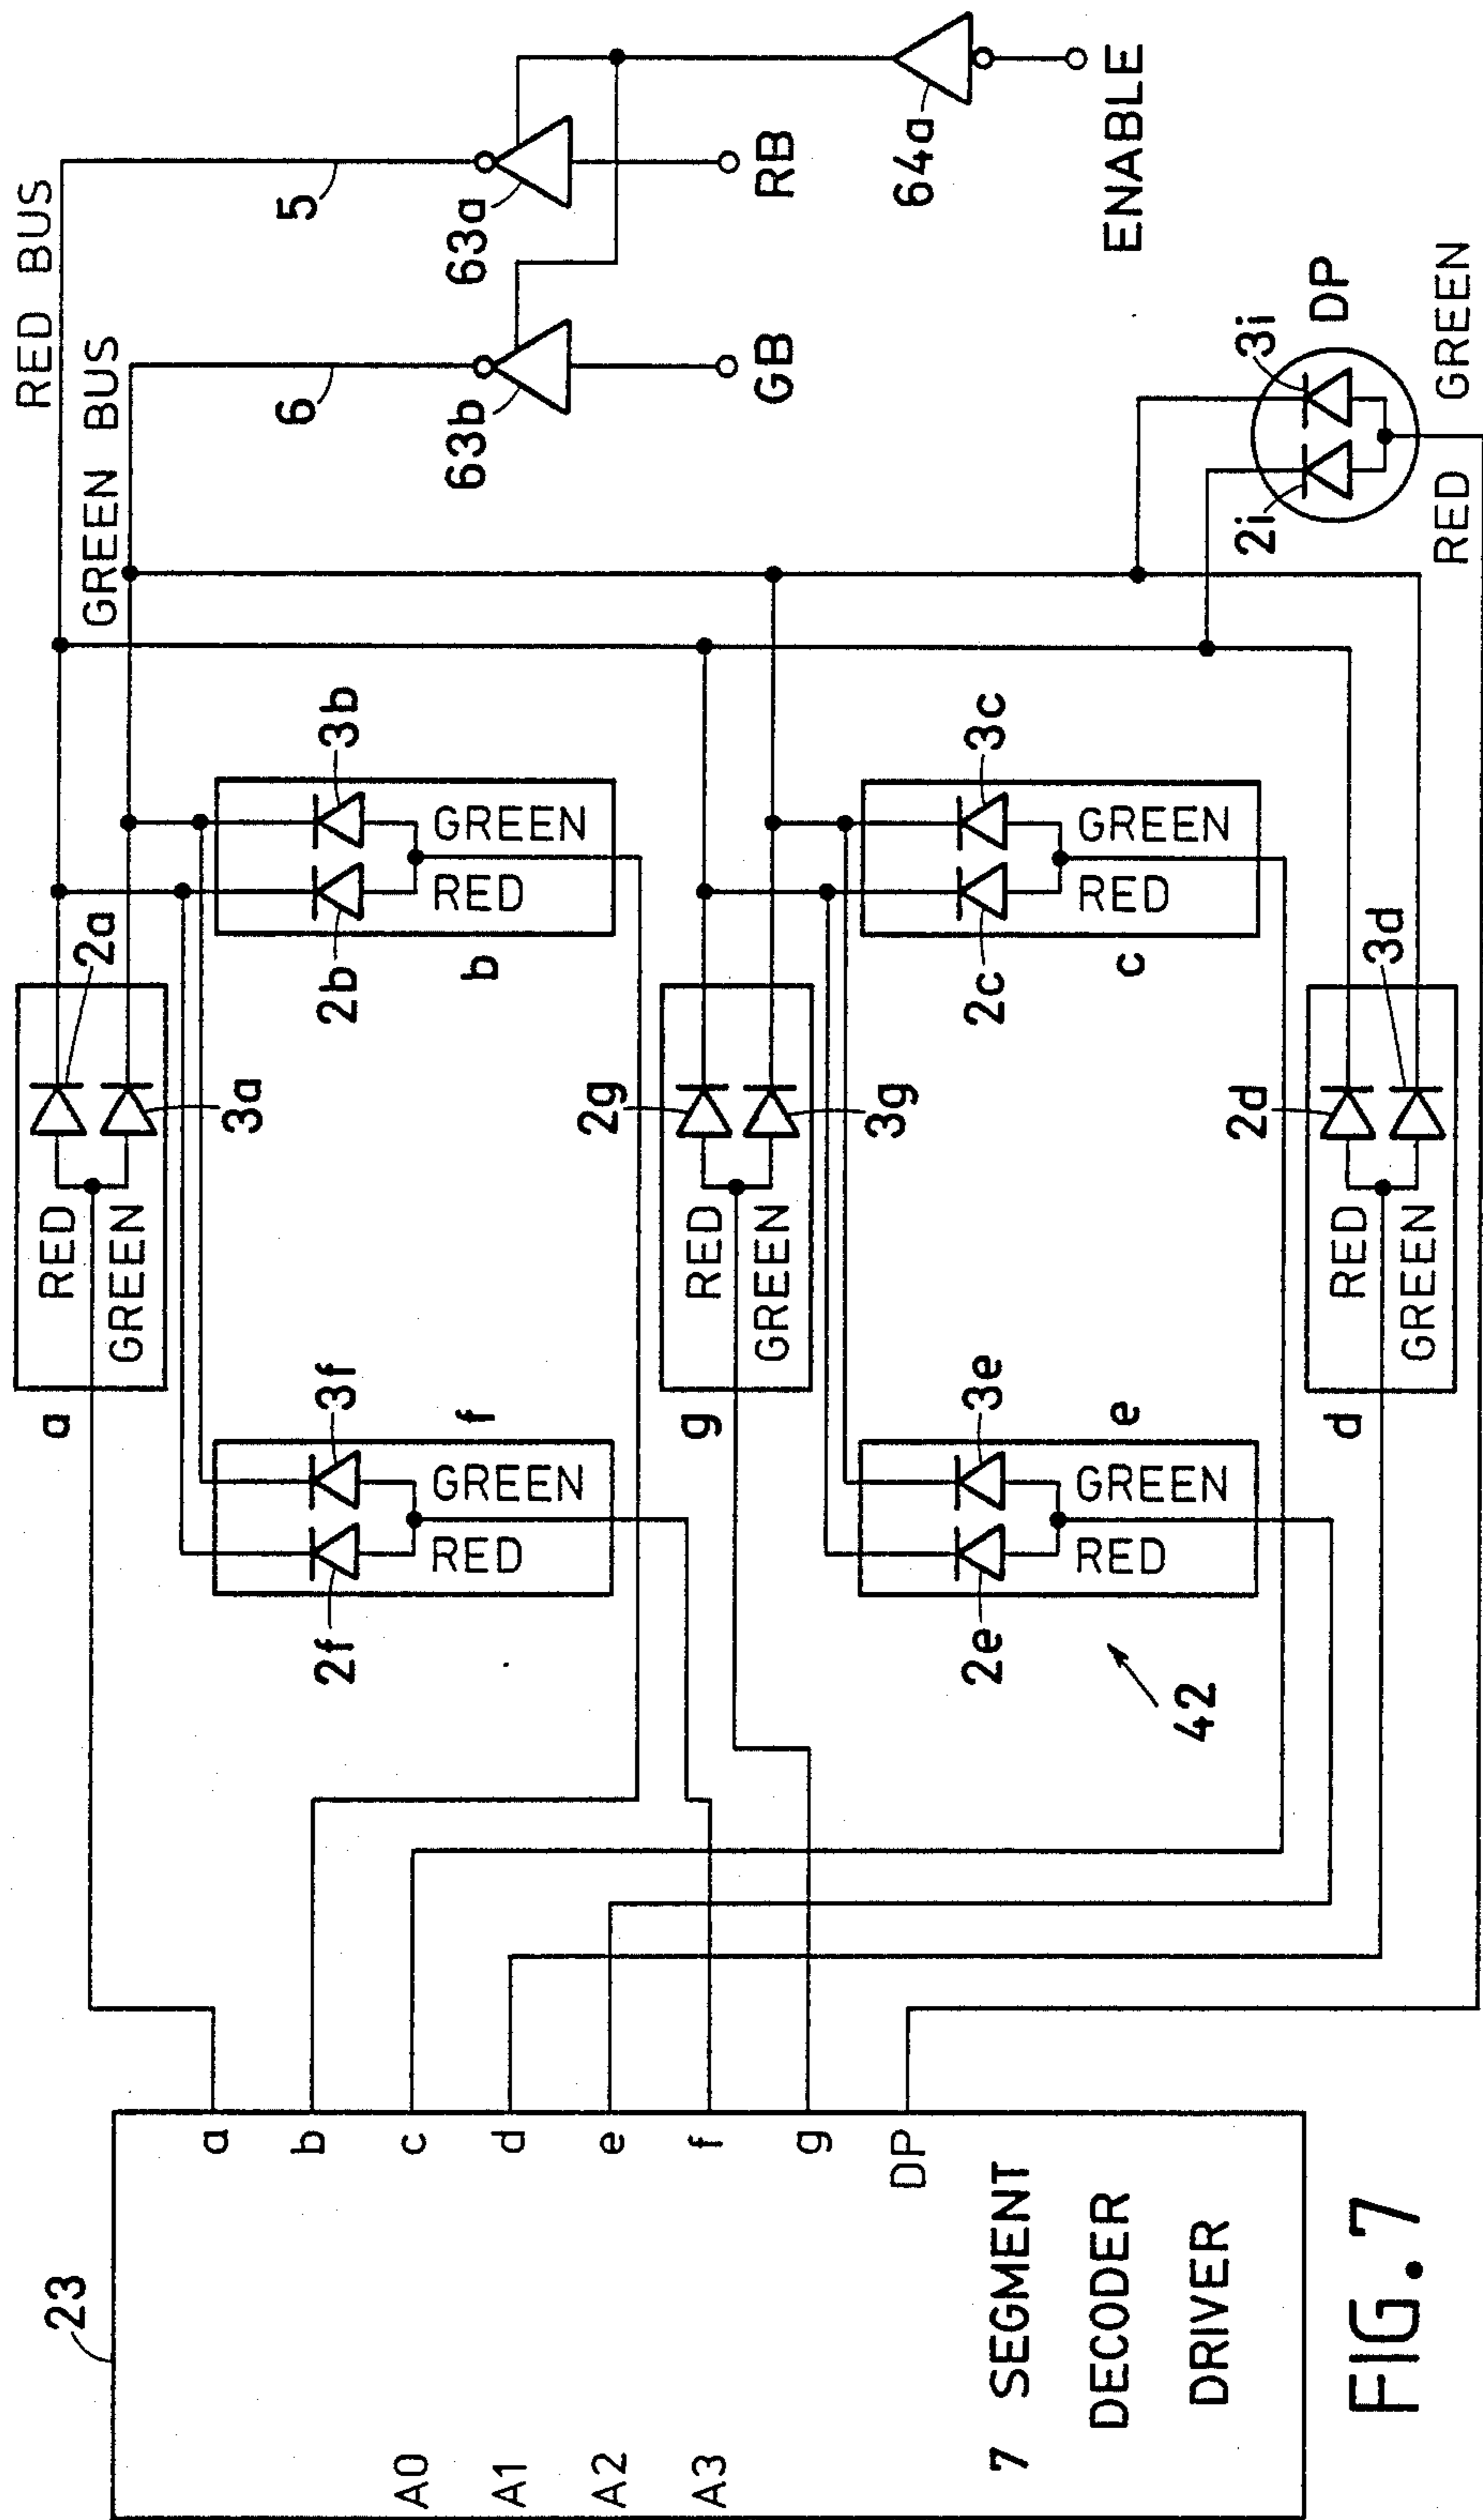 RED BUS
GREEN BUS
5
6
63a
63b
RB
GB
64a
ENABLE
a
RED
GREEN
2a
3a
f
2f
3f
RED
GREEN
b
2b
3b
RED
GREEN
g
RED
GREEN
2g
3g
e
2e
3e
RED
GREEN
c
2c
3c
RED
GREEN
d
RED
GREEN
2d
3d
DP
2i
3i
RED
GREEN
42
23
a
b
c
d
e
f
g
DP
A0
A1
A2
A3
7 SEGMENT
DECODER
DRIVER
FIG. 7